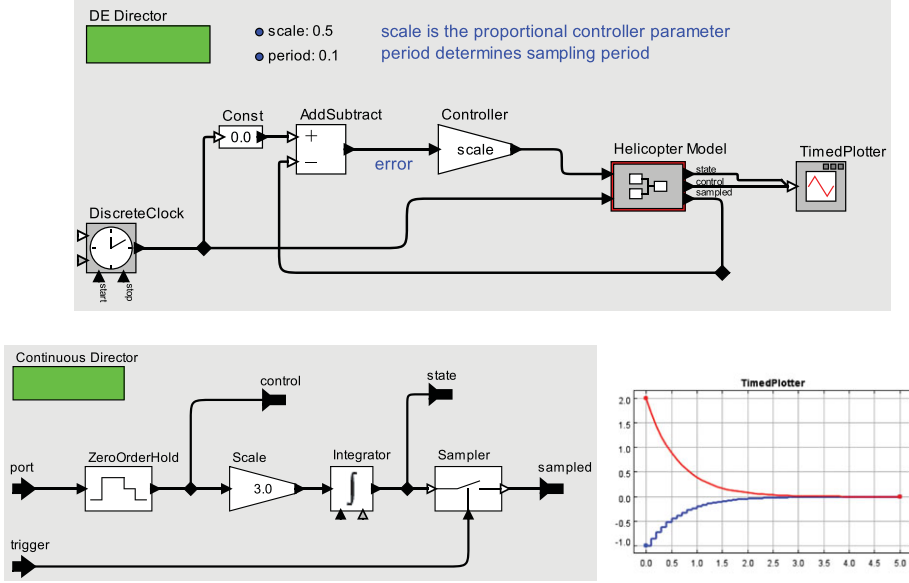 DE Director
scale: 0.5
scale is the proportional controller parameter
period: 0.1
period determines sampling period
Const
0.0
AddSubtract
+
–
error
Controller
scale
Helicopter Model
state
control
sampled
TimedPlotter
DiscreteClock
start
stop
Continuous Director
control
state
port
ZeroOrderHold
Scale
3.0
Integrator
∫
Sampler
sampled
trigger
TimedPlotter
2.0
1.5
1.0
0.5
0.0
-0.5
-1.0
0.0 0.5 1.0 1.5 2.0 2.5 3.0 3.5 4.0 4.5 5.0